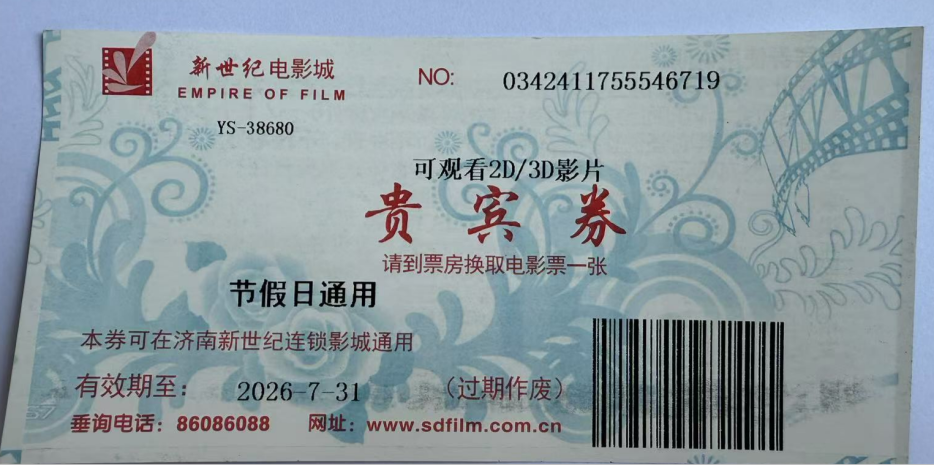 新世纪电影城
EMPIRE OF FILM
NO: 0342411755546719
YS-38680
可观看2D/3D影片
贵宾券
请到票房换取电影票一张
节假日通用
本券可在济南新世纪连锁影城通用
有效期至: 2026-7-31 (过期作废)
垂询电话: 86086088 网址: www.sdfilm.com.cn